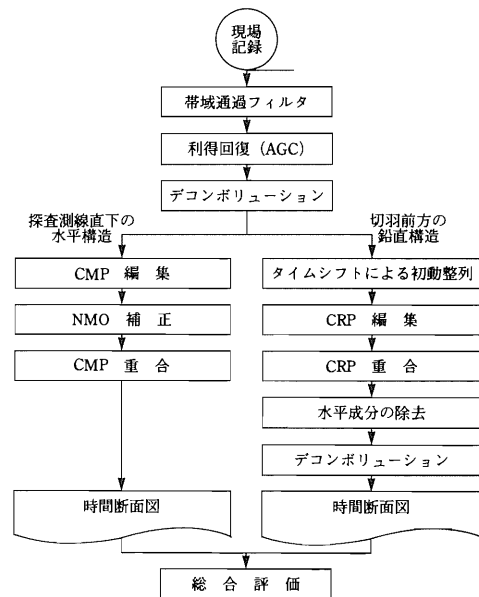 現場
記録
帯域通過フィルタ
利得回復（AGC）
デコンボリューション
探査測線直下の
水平構造
切羽前方の
鉛直構造
CMP 編 集
タイムシフトによる初動整列
NMO 補 正
CRP 編 集
CMP 重 合
CRP 重 合
水平成分の除去
デコンボリューション
時間断面図
時間断面図
総 合 評 価